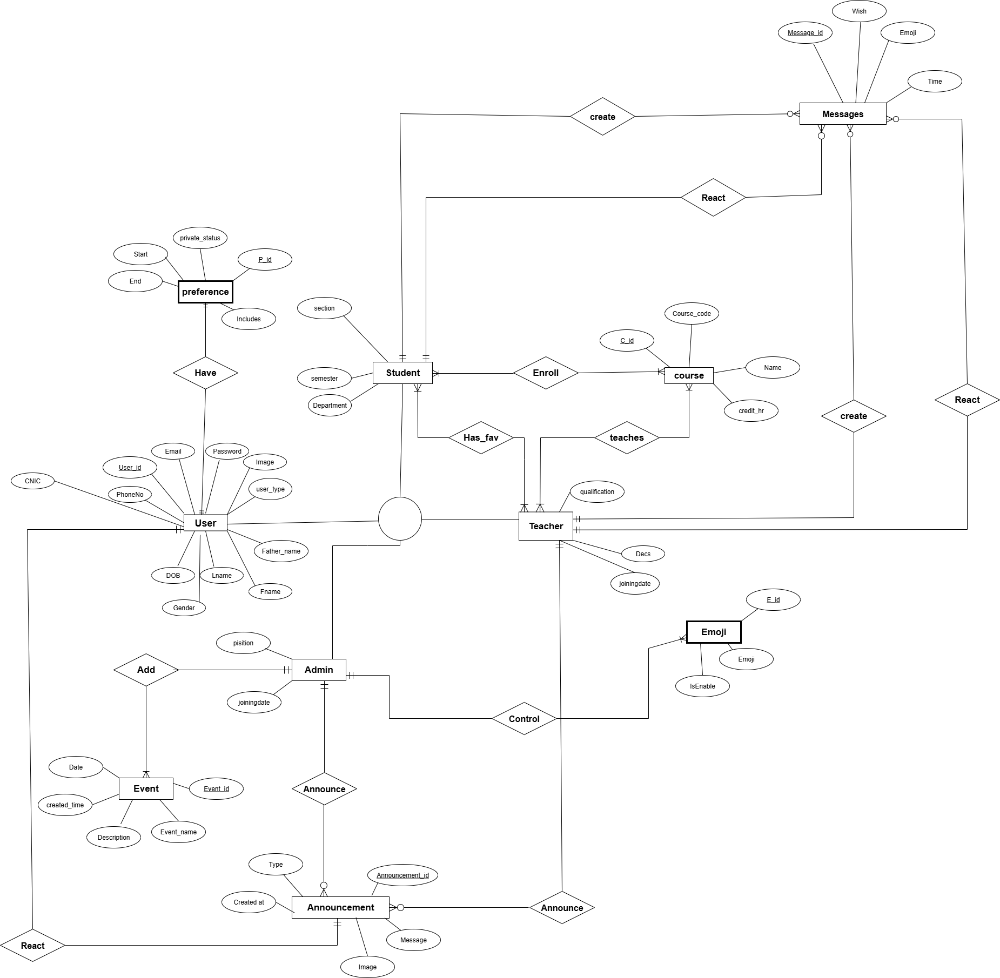 Wish
Message_id
Emoji
Time
create
Messages
React
private_status
Start
P_id
End
preference
section
Includes
Course_code
C_id
Have
Student
Enroll
course
Name
semester
Department
credit_hr
React
create
Has_fav
teaches
Email
Password
Image
User_id
CNIC
PhoneNo
user_type
qualification
User
Teacher
Father_name
Decs
DOB
Lname
joiningdate
Fname
Gender
E_id
Emoji
pisition
Emoji
Add
Admin
IsEnable
joiningdate
Control
Date
Event
Event_id
Announce
created_time
Description
Event_name
Type
Announcement_id
Created at
Announcement
Announce
React
Message
Image